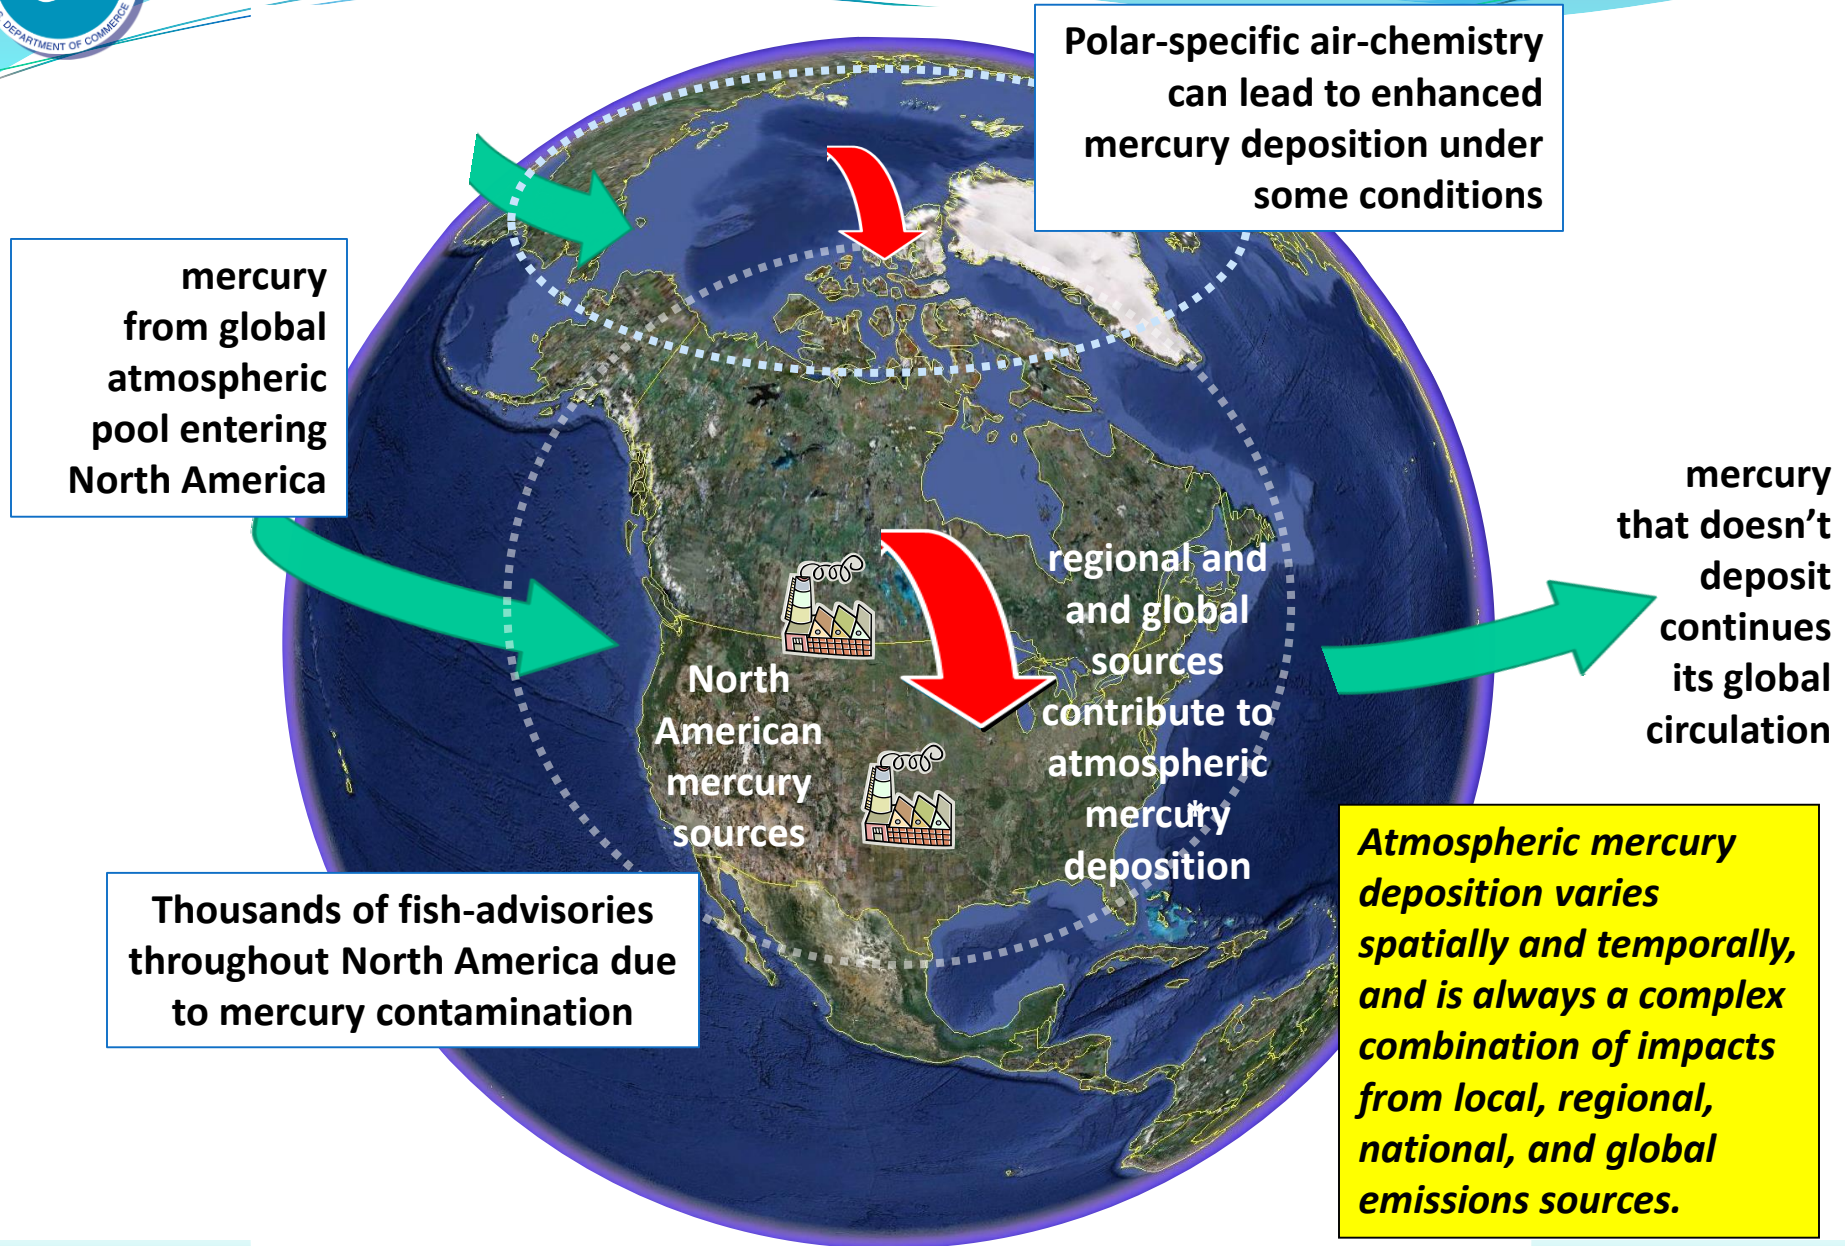 DEPARTMENT OF COMMERCE
Polar-specific air-chemistry
can lead to enhanced
mercury deposition under
some conditions
mercury
from global
atmospheric
pool entering
North America
mercury
that doesn’t
deposit
continues
its global
circulation
regional and
and global
sources
contribute to
atmospheric
mercury
deposition
North
American
mercury
sources
Thousands of fish-advisories
throughout North America due
to mercury contamination
Atmospheric mercury
deposition varies
spatially and temporally,
and is always a complex
combination of impacts
from local, regional,
national, and global
emissions sources.